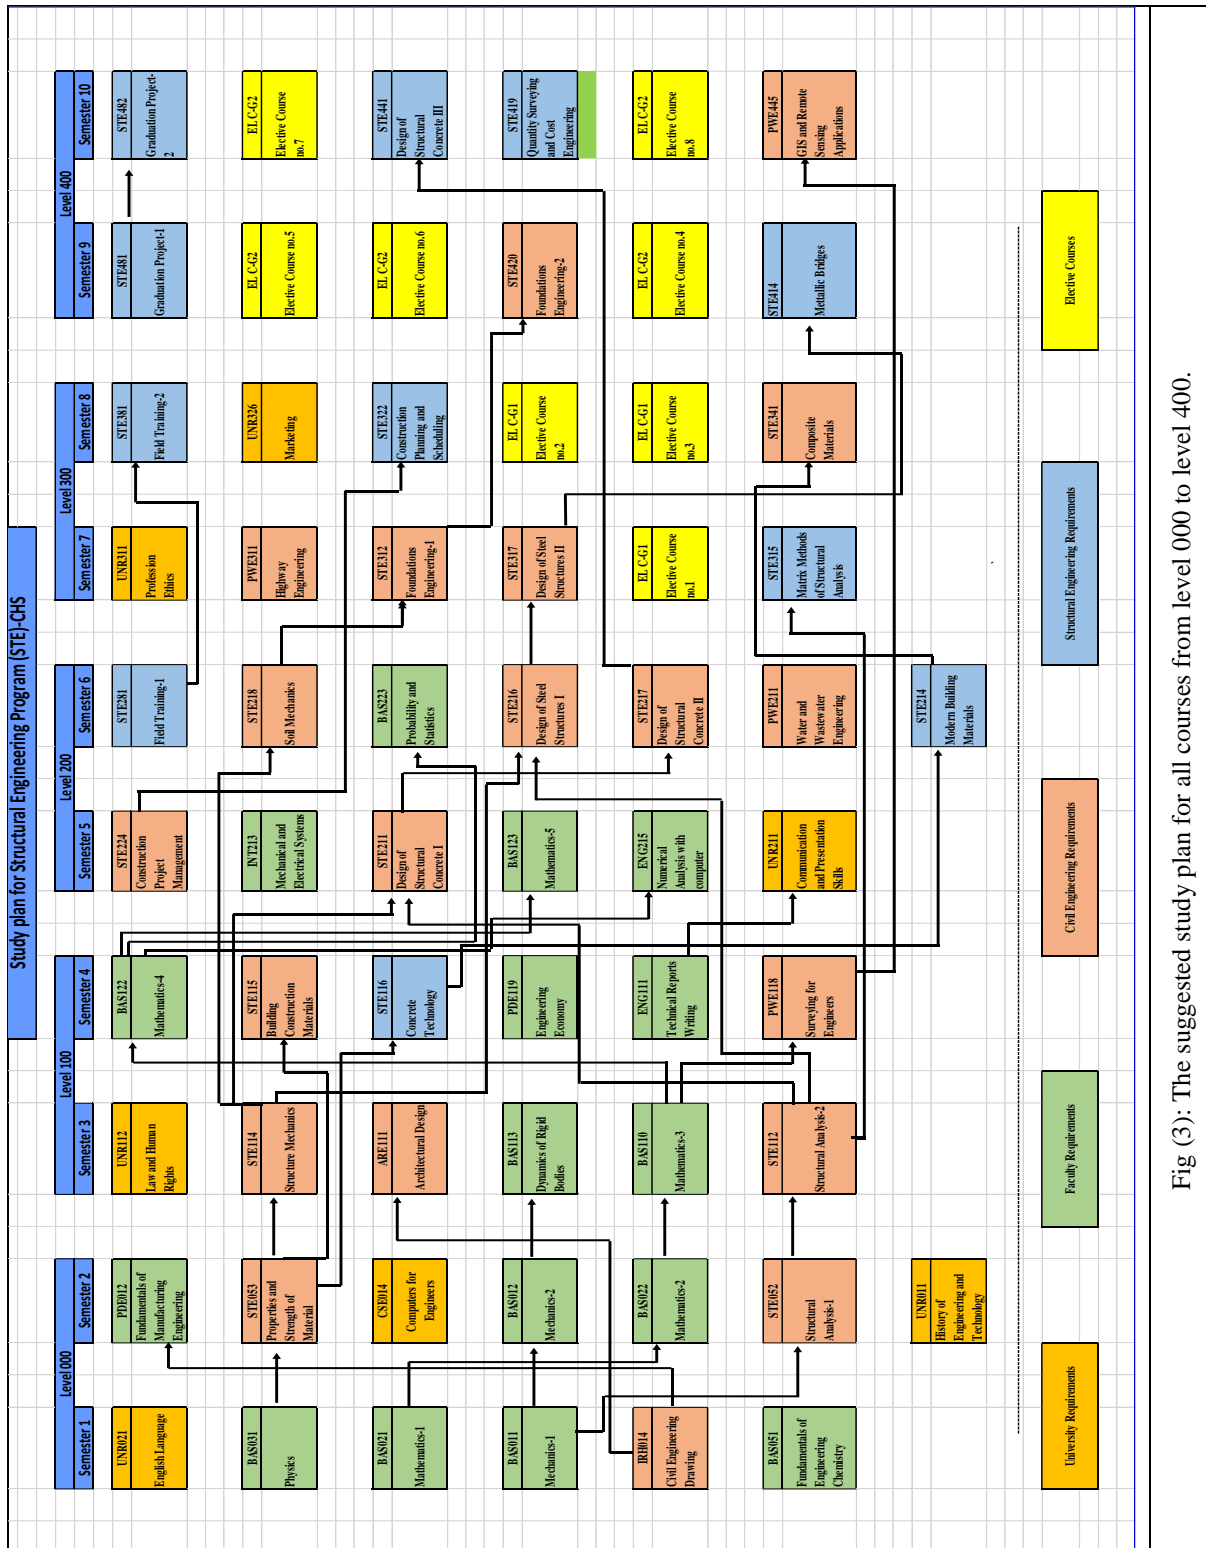 Study plan for Structural Engineering Program (STE)-CHS
Level 000
Level 100
Level 200
Level 300
Level 400
Semester 1
Semester 2
Semester 3
Semester 4
Semester 5
Semester 6
Semester 7
Semester 8
Semester 9
Semester 10
UNR021
English Language
PDE012
Fundamentals of
Manufacturing
Engineering
UNR112
Law and Human
Rights
BAS122
Mathematics-4
STE224
Construction
Project
Management
STE281
Field Training-1
UNR311
Profession
Ethics
STE381
Field Training-2
STE481
Graduation Project-1
STE482
Graduation Project-
2
BAS031
Physics
STE053
Properties and
Strength of
Material
STE114
Structure Mechanics
STE115
Building
Construction
Materials
INT213
Mechanical and
Electrical Systems
STE218
Soil Mechanics
PWE311
Highway
Engineering
UNR326
Marketing
EL C-G2
Elective Course no.5
EL C-G2
Elective Course
no.7
BAS021
Mathematics-1
CSE014
Computers for
Engineers
ARE111
Architectural Design
STE116
Concrete
Technology
STE211
Design of
Structural
Concrete I
BAS223
Probability and
Statistics
STE312
Foundations
Engineering-1
STE322
Construction
Planning and
Scheduling
EL C-G2
Elective Course no.6
STE441
Design of
Structural
Concrete III
BAS011
Mechanics-1
BAS012
Mechanics-2
BAS113
Dynamics of Rigid
Bodies
PDE119
Engineering
Economy
BAS123
Mathematics-5
STE216
Design of Steel
Structures I
STE317
Design of Steel
Structures II
EL C-G1
Elective Course
no.2
STE420
Foundations
Engineering-2
STE419
Quantity Surveying
and Cost
Engineering
IRH014
Civil Engineering
Drawing
BAS022
Mathematics-2
BAS110
Mathematics-3
ENG111
Technical Reports
Writing
ENG215
Numerical
Analysis with
computer
STE217
Design of
Structural
Concrete II
EL C-G1
Elective Course
no.1
EL C-G1
Elective Course
no.3
EL C-G2
Elective Course no.4
EL C-G2
Elective Course
no.8
BAS051
Fundamentals of
Engineering
Chemistry
STE052
Structural
Analysis-1
STE112
Structural Analysis-2
PWE118
Surveying for
Engineers
UNR211
Communication
and Presentation
Skills
PWE211
Water and
Wastewater
Engineering
STE315
Matrix Methods
of Structural
Analysis
STE341
Composite
Materials
STE414
Mettallic Bridges
PWE445
GIS and Remote
Sensing
Applications
UNR011
History of
Engineering and
Technology
STE214
Modern Building
Materials
University Requirements
Faculty Requirements
Civil Engineering Requirements
Structural Engineering Requirements
Elective Courses
Fig (3): The suggested study plan for all courses from level 000 to level 400.